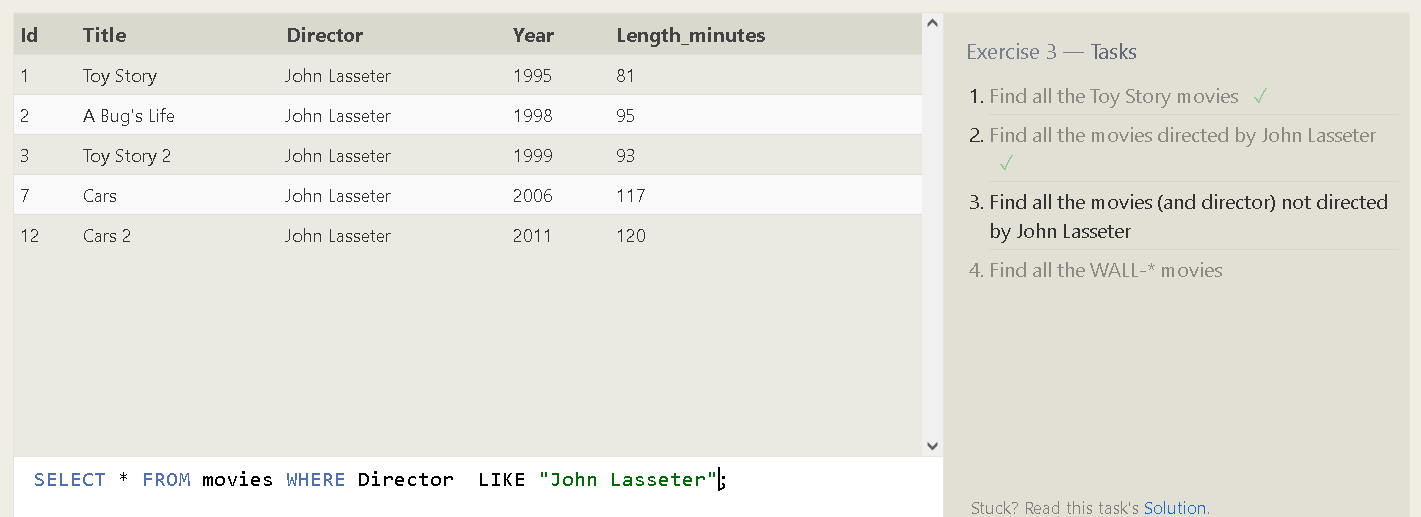 Id Title Director Year Length_minutes
1 Toy Story John Lasseter 1995 81
2 A Bug's Life John Lasseter 1998 95
3 Toy Story 2 John Lasseter 1999 93
7 Cars John Lasseter 2006 117
12 Cars 2 John Lasseter 2011 120
SELECT * FROM movies WHERE Director  LIKE "John Lasseter";
Exercise 3 — Tasks
1. Find all the Toy Story movies ✓
2. Find all the movies directed by John Lasseter
✓
3. Find all the movies (and director) not directed
by John Lasseter
4. Find all the WALL-* movies
Stuck? Read this task's Solution.